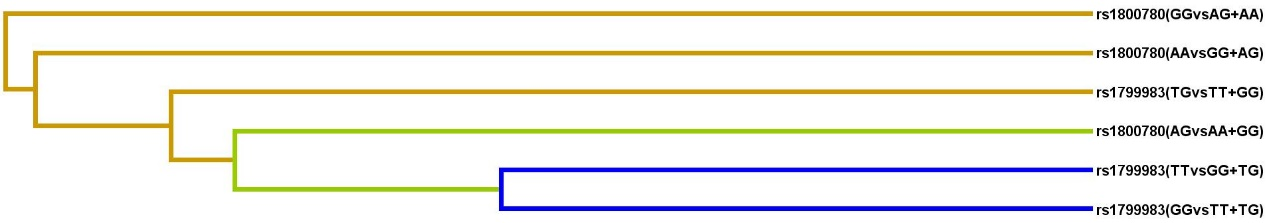 rs1800780(GGvsAG+AA)
rs1800780(AAvsGG+AG)
rs1799983(TGvsTT+GG)
rs1800780(AGvsAA+GG)
rs1799983(TTvsGG+TG)
rs1799983(GGvsTT+TG)